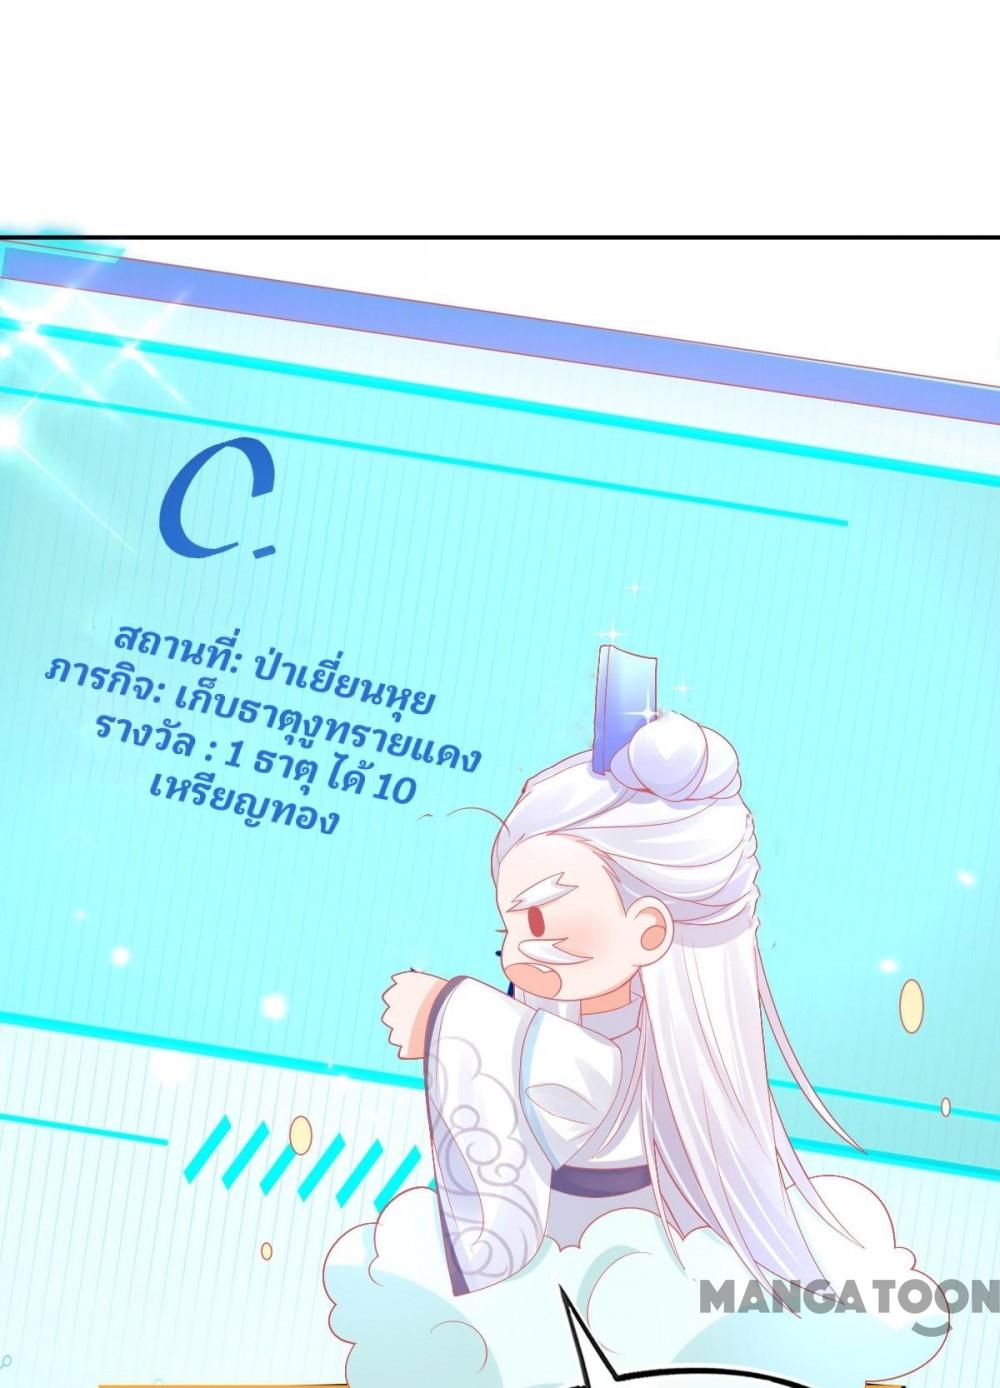 C.
สถานที่: ป่าเยี่ยนหุย
ภารกิจ: เก็บธาตุงูทรายแดง
รางวัล : 1 ธาตุ ได้ 10
เหรียญทอง
MANGATOON